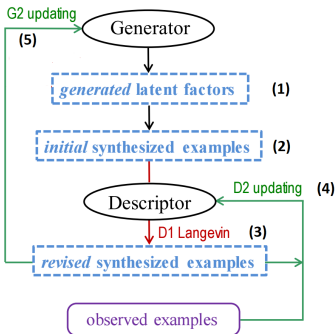 G2 updating
(5)
Generator
generated latent factors (1)
initial synthesized examples (2)
D2 updating (4)
Descriptor
D1 Langevin (3)
revised synthesized examples
observed examples